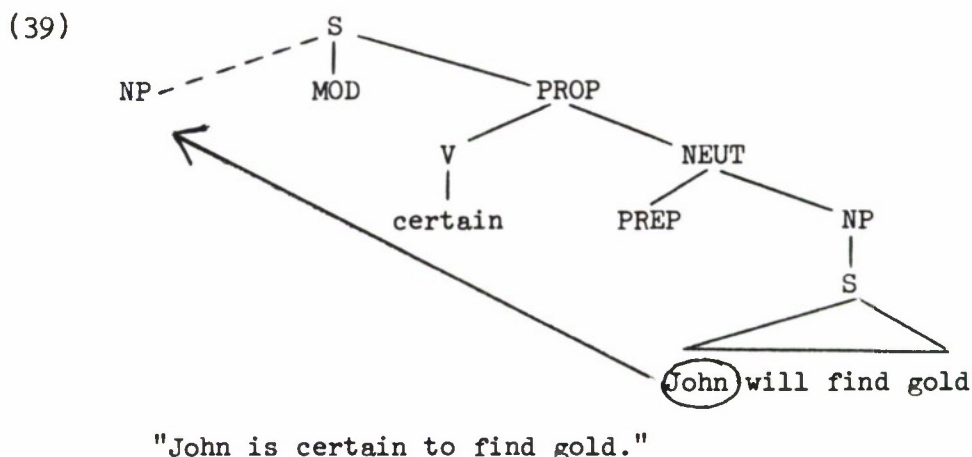 (39)
S
NP MOD PROP
V NEUT
certain PREP NP
S
John will find gold
"John is certain to find gold."